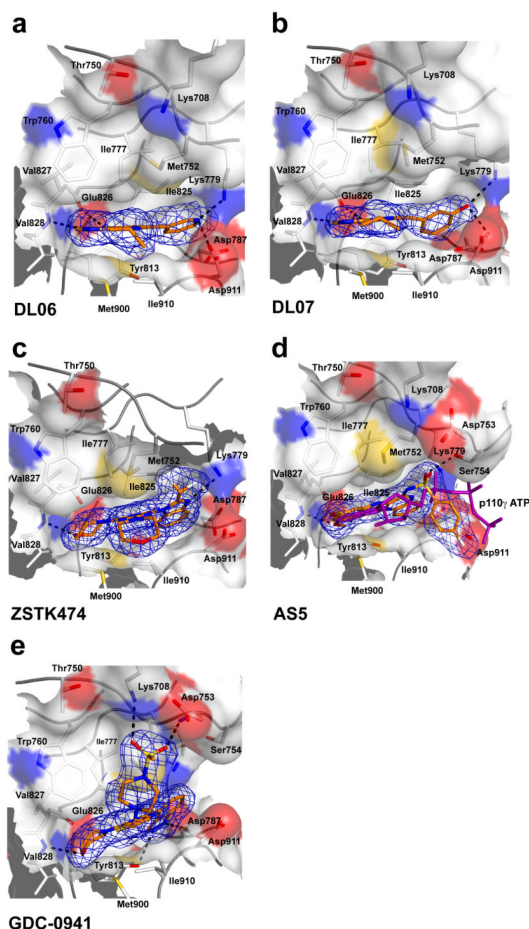 a
Thr750
Lys708
Trp760
Ile777
Met752
Val827
Ile825
Lys779
Glu826
Val828
Asp787
Tyr813
Asp911
Met900
Ile910
DL06
b
Thr750
Lys708
Trp760
Ile777
Met752
Lys779
Val827
Ile825
Glu826
Val828
Tyr813
Asp787
Asp911
Met900
Ile910
DL07
c
Thr750
Trp760
Ile777
Met752
Lys779
Val827
Ile825
Glu826
Asp787
Val828
Tyr813
Asp911
Ile910
Met900
ZSTK474
d
Thr750
Lys708
Trp760
Asp753
Ile777
Met752
Lys779
Val827
Ser754
Glu826
Ile825
p110γ ATP
Val828
Tyr813
Asp911
Ile910
Met900
AS5
e
Thr750
Lys708
Asp753
Trp760
Ile777
Ser754
Val827
Glu826
Asp787
Val828
Asp911
Tyr813
Ile910
Met900
GDC-0941